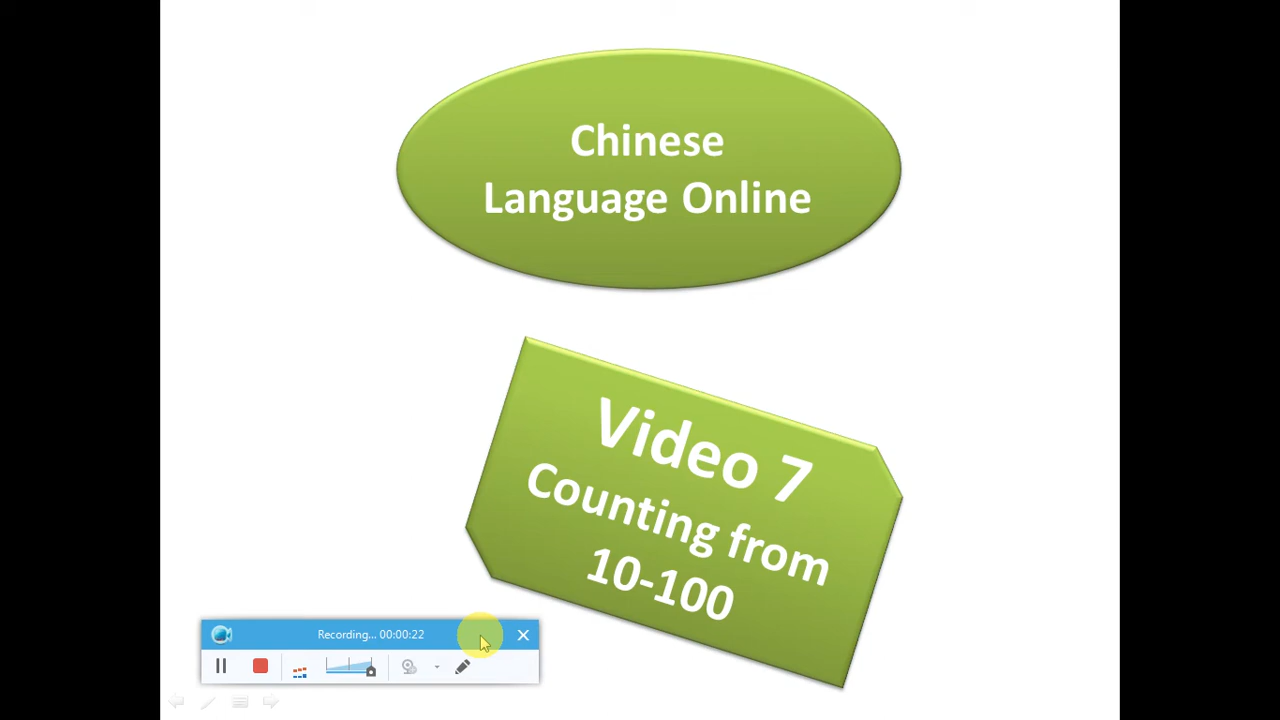 Chinese
Language Online
Video 7
Counting from
10-100
Recording... 00:00:22